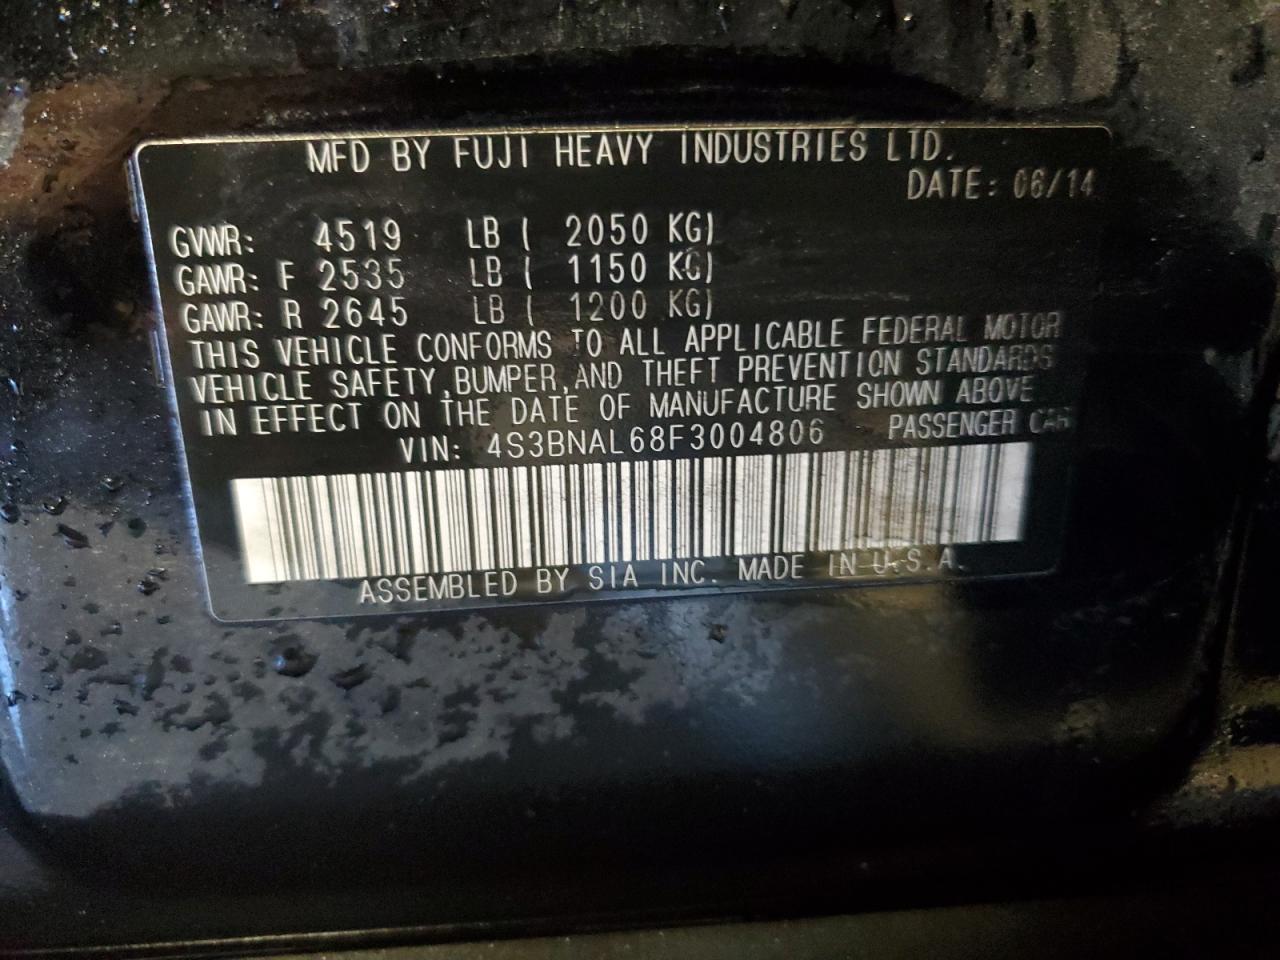 MFD BY FUJI HEAVY INDUSTRIES LTD.
DATE: 06/14
GVWR: 4519 LB ( 2050 KG)
GAWR: F 2535 LB ( 1150 KG)
GAWR: R 2645 LB ( 1200 KG)
THIS VEHICLE CONFORMS TO ALL APPLICABLE FEDERAL MOTOR
VEHICLE SAFETY, BUMPER, AND THEFT PREVENTION STANDARDS
IN EFFECT ON THE DATE OF MANUFACTURE SHOWN ABOVE
VIN: 4S3BNAL68F3004806 PASSENGER CAR
ASSEMBLED BY SIA INC. MADE IN U.S.A.